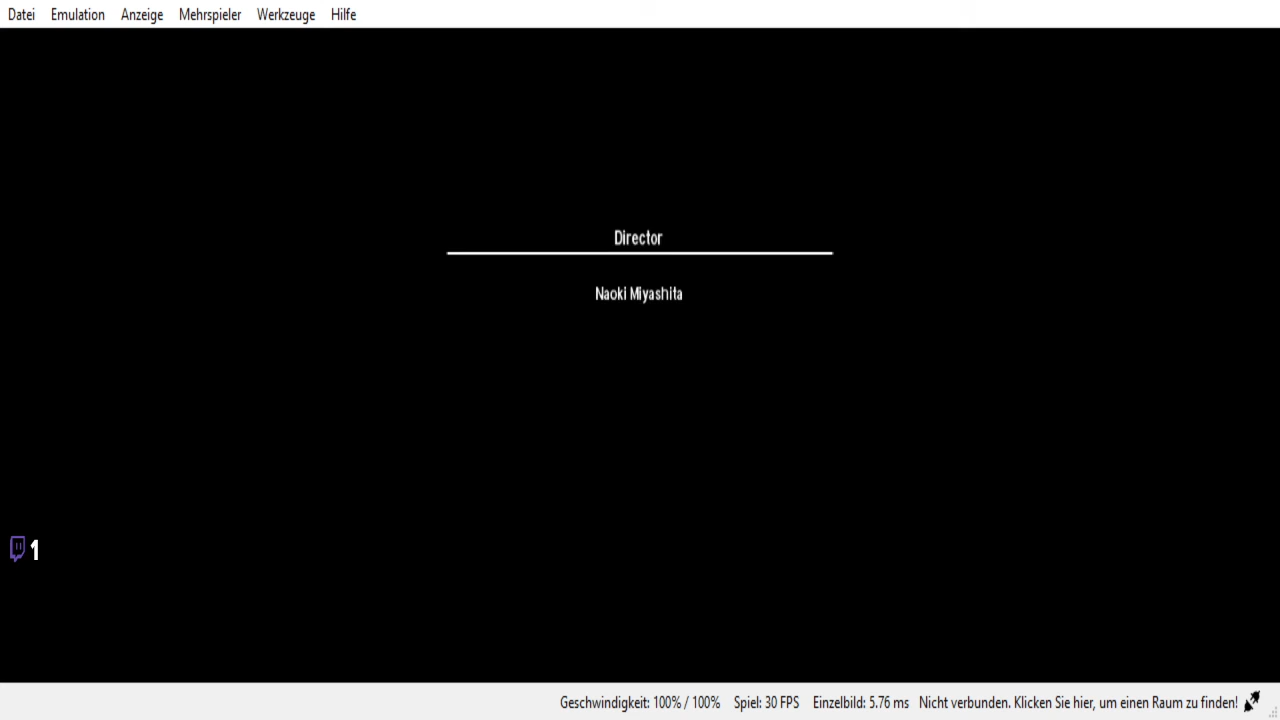 Datei Emulation Anzeige Mehrspieler Werkzeuge Hilfe
Director
Naoki Miyashita
1
Geschwindigkeit: 100% / 100% Spiel: 30 FPS Einzelbild: 5.76 ms Nicht verbunden. Klicken Sie hier, um einen Raum zu finden!